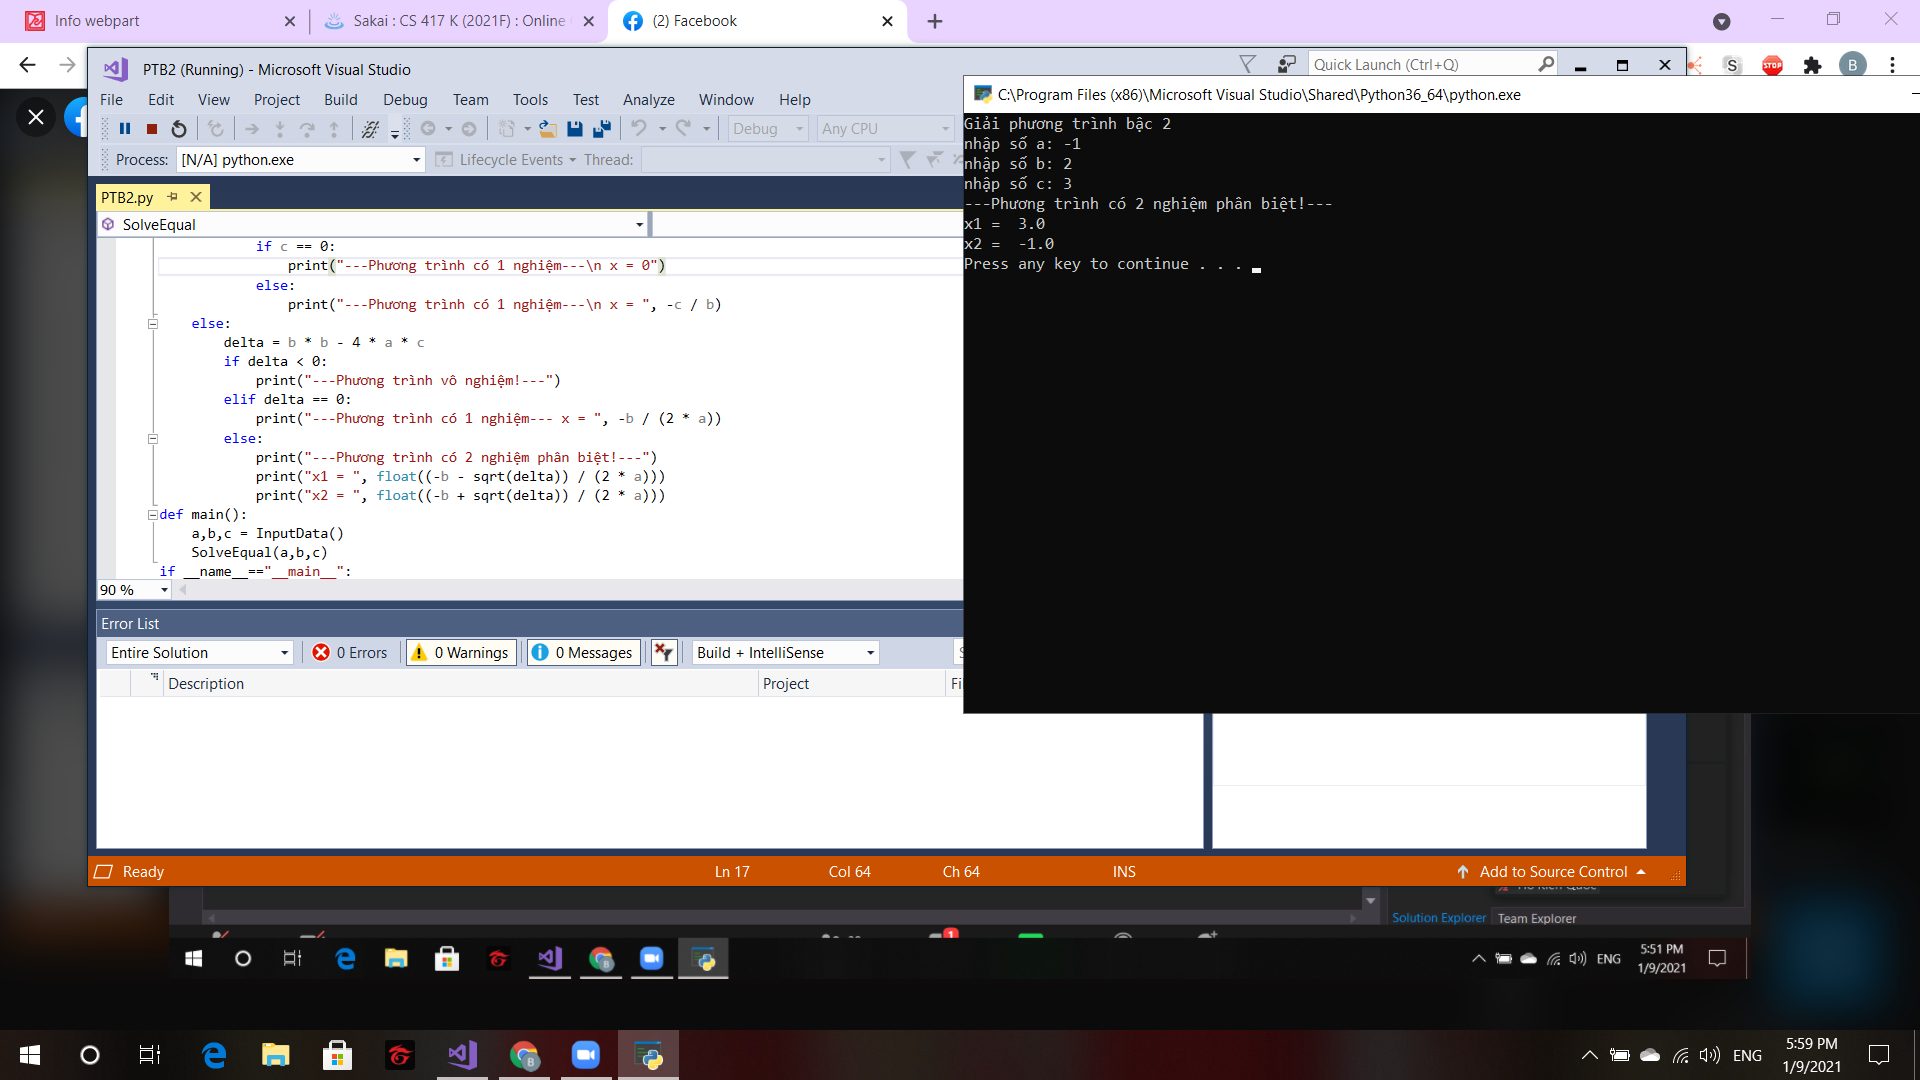 Info webpart
Sakai : CS 417 K (2021F) : Online
(2) Facebook
PTB2 (Running) - Microsoft Visual Studio
Quick Launch (Ctrl+Q)
S
STOP
B
File Edit View Project Build Debug Team Tools Test Analyze Window Help
Debug Any CPU
Process: [N/A] python.exe Lifecycle Events Thread:
PTB2.py
SolveEqual
if c == 0:
print("---Phương trình có 1 nghiệm---\n x = 0")
else:
print("---Phương trình có 1 nghiệm---\n x = ", -c / b)
else:
delta = b * b - 4 * a * c
if delta < 0:
print("---Phương trình vô nghiệm!---")
elif delta == 0:
print("---Phương trình có 1 nghiệm--- x = ", -b / (2 * a))
else:
print("---Phương trình có 2 nghiệm phân biệt!---")
print("x1 = ", float((-b - sqrt(delta)) / (2 * a)))
print("x2 = ", float((-b + sqrt(delta)) / (2 * a)))
def main():
a,b,c = InputData()
SolveEqual(a,b,c)
if __name__=="__main__":
90 %
C:\Program Files (x86)\Microsoft Visual Studio\Shared\Python36_64\python.exe
Giải phương trình bậc 2
nhập số a: -1
nhập số b: 2
nhập số c: 3
---Phương trình có 2 nghiệm phân biệt!---
x1 =  3.0
x2 =  -1.0
Press any key to continue . . .
Error List
Entire Solution 0 Errors 0 Warnings 0 Messages Build + IntelliSense
Description Project
Ready Ln 17 Col 64 Ch 64 INS Add to Source Control
Solution Explorer Team Explorer
1
ENG 5:51 PM
1/9/2021
ENG 5:59 PM
1/9/2021